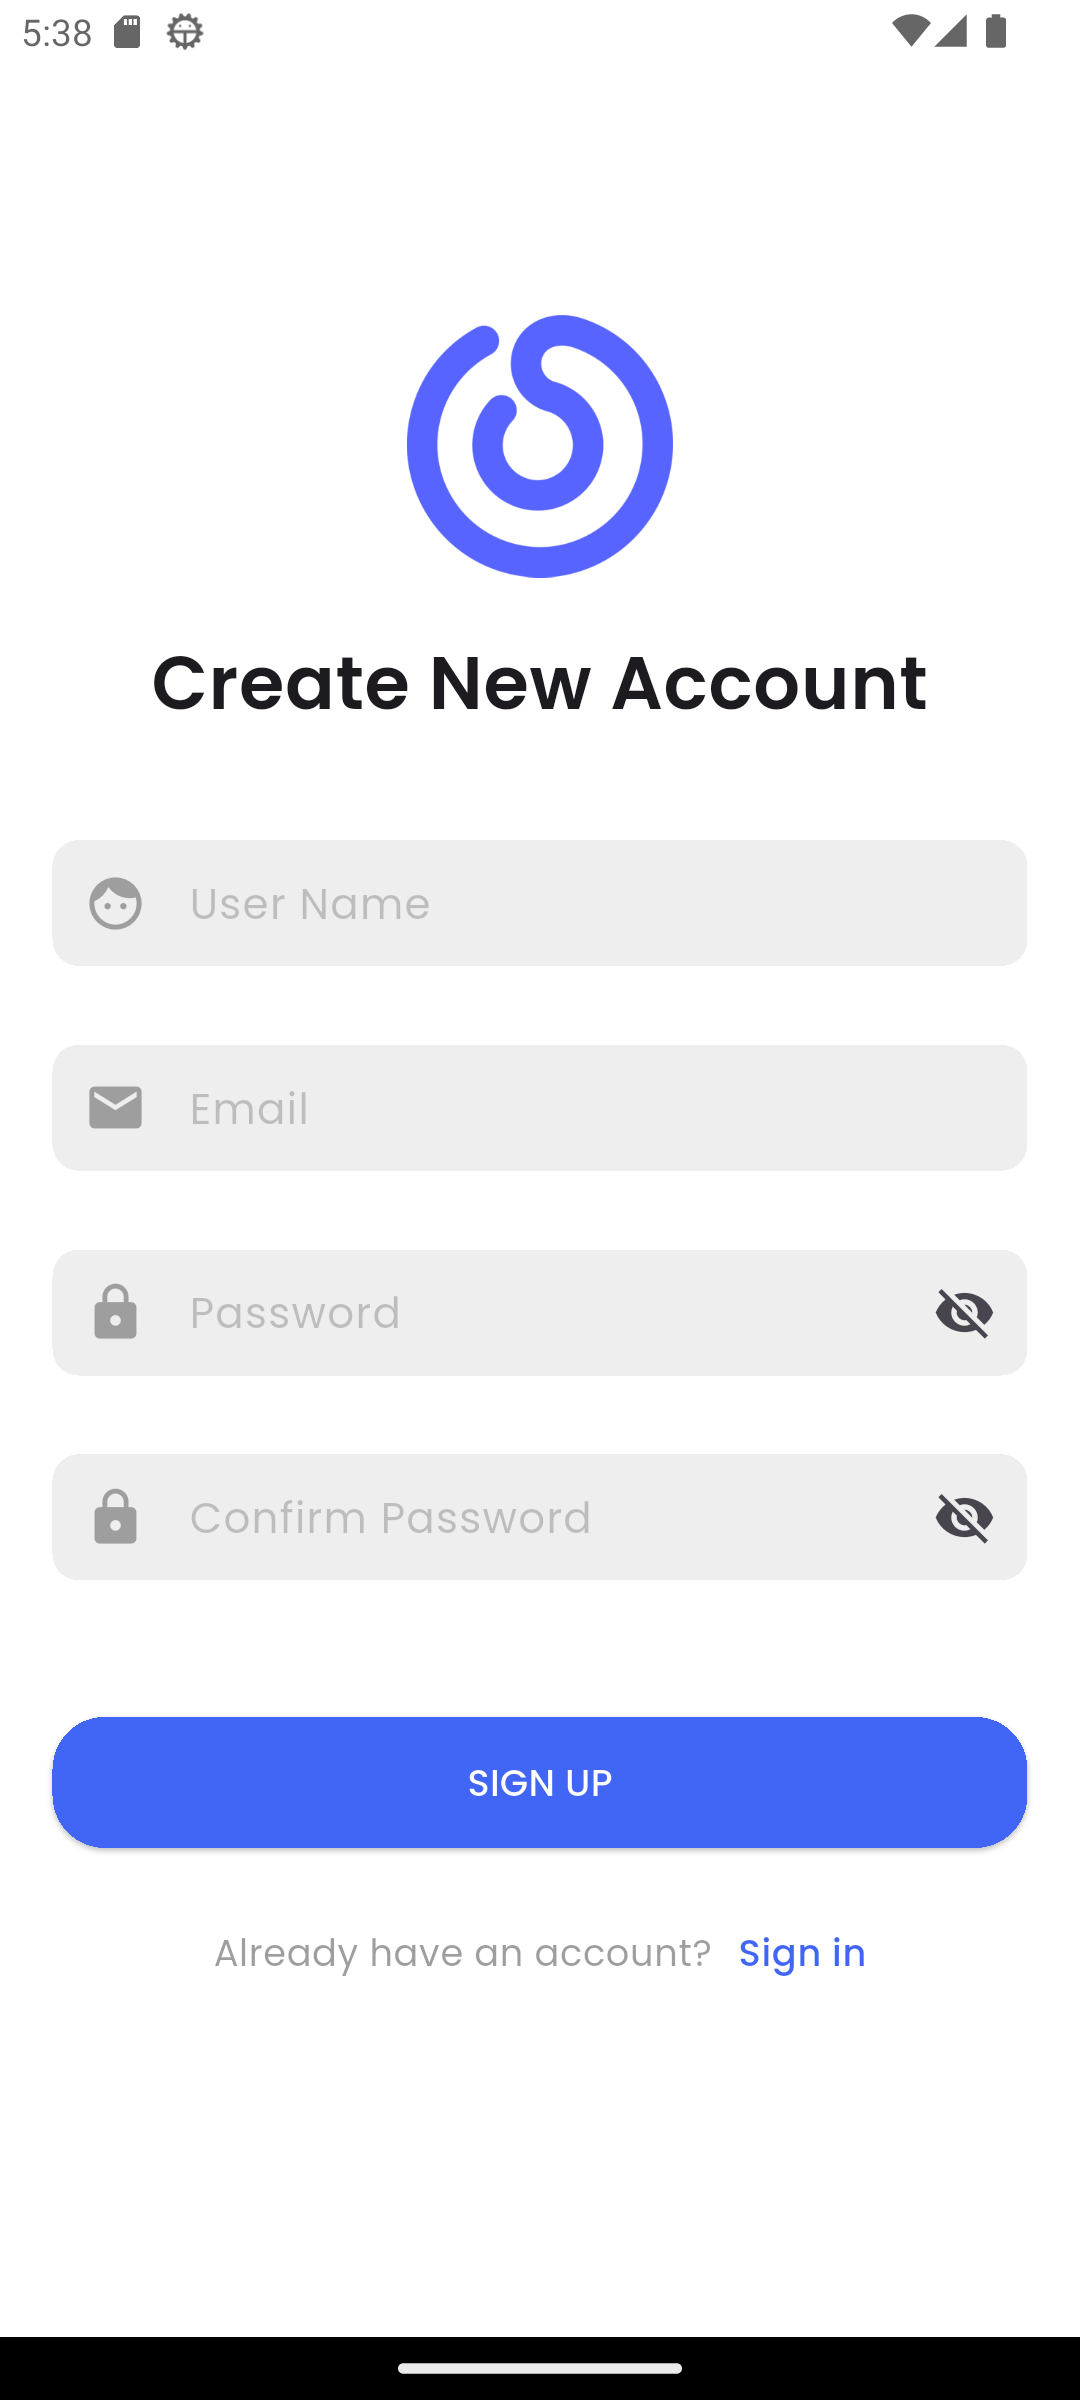 5:38
Create New Account
User Name
Email
Password
Confirm Password
SIGN UP
Already have an account? Sign in